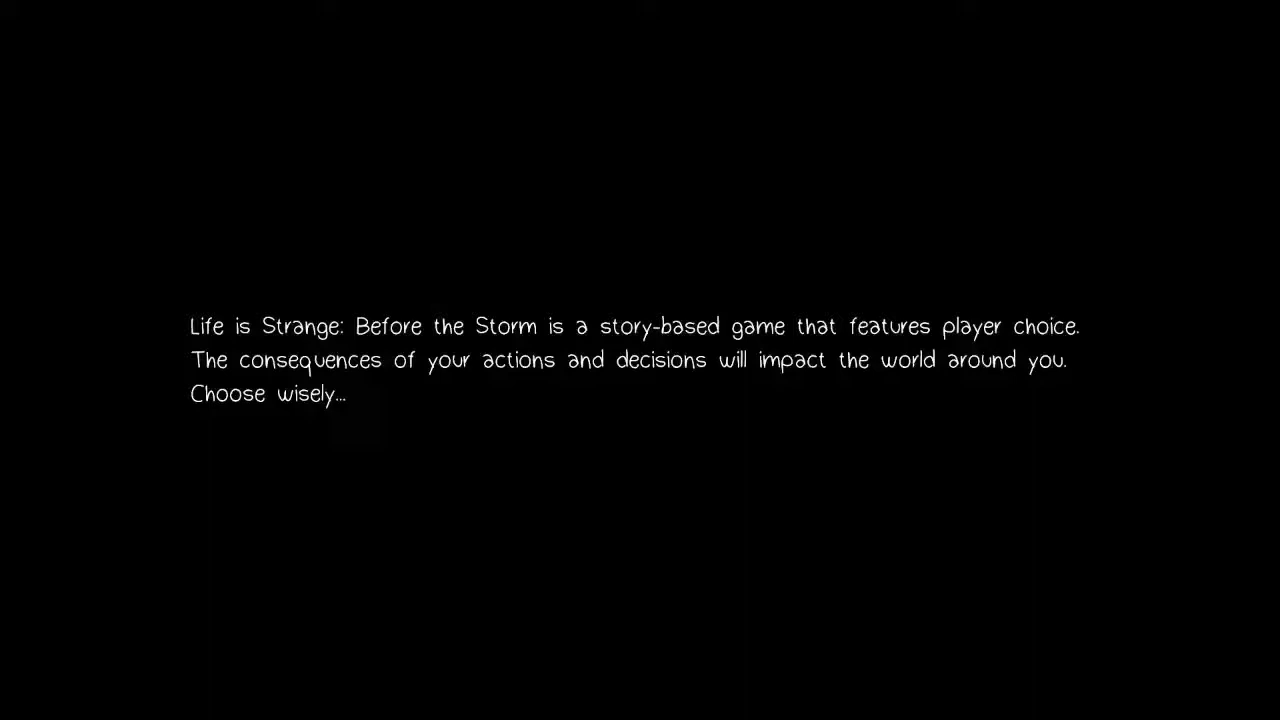 Life is Strange: Before the Storm is a story-based game that features player choice.
The consequences of your actions and decisions will impact the world around you.
Choose wisely...